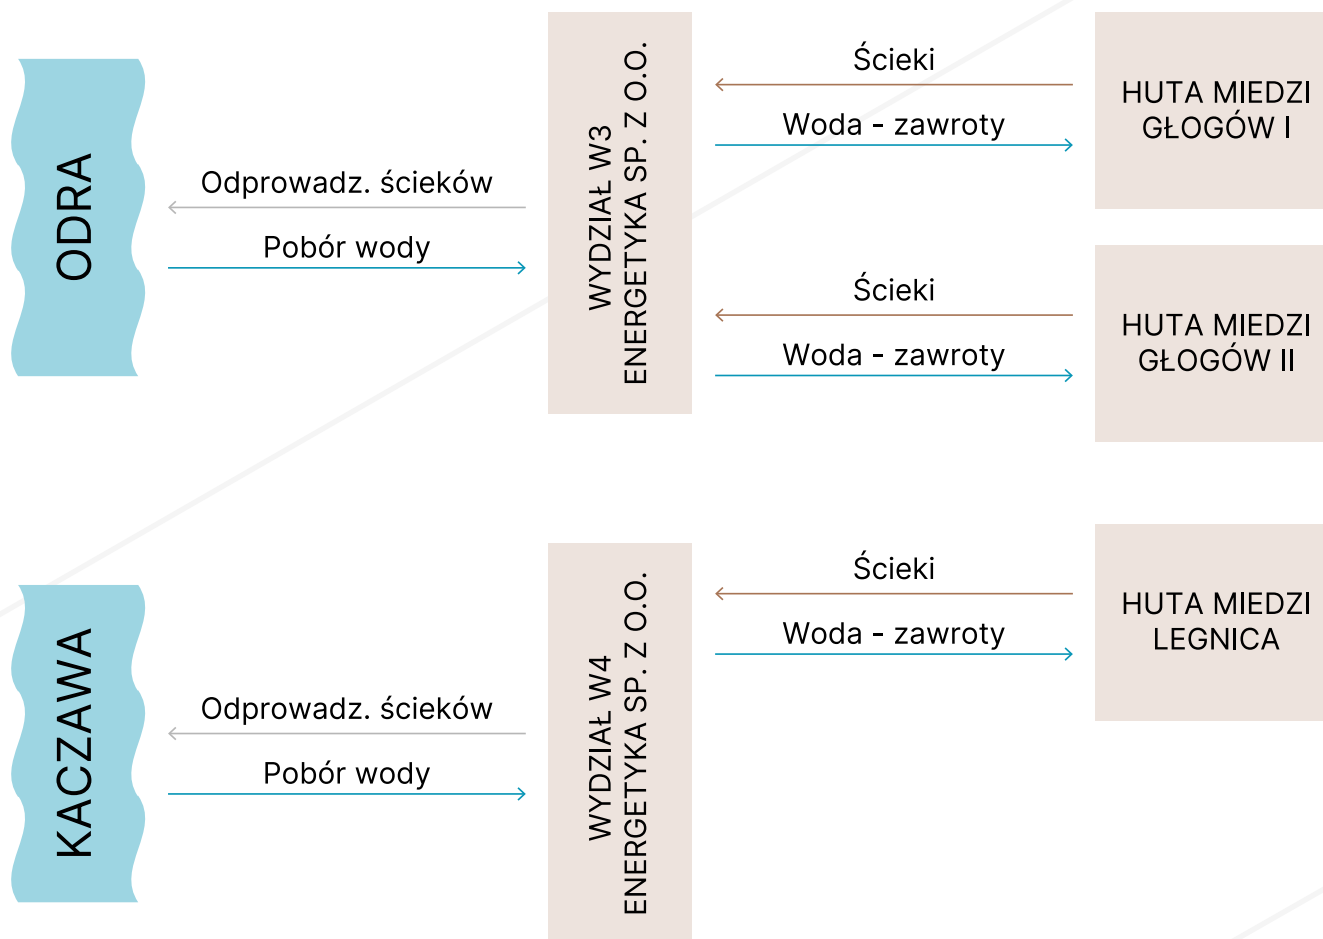 ODRA
Odprowadz. ścieków
Pobór wody
WYDZIAŁ W3
ENERGETYKA SP. Z O.O.
Ścieki
Woda - zawroty
HUTA MIEDZI
GŁOGÓW I
Ścieki
Woda - zawroty
HUTA MIEDZI
GŁOGÓW II
KACZAWA
Odprowadz. ścieków
Pobór wody
WYDZIAŁ W4
ENERGETYKA SP. Z O.O.
Ścieki
Woda - zawroty
HUTA MIEDZI
LEGNICA